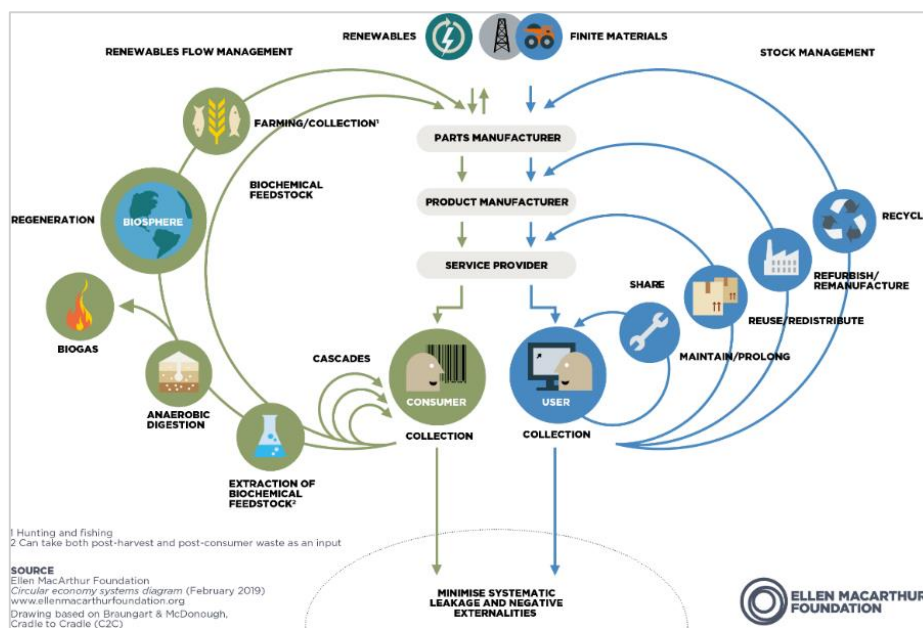 RENEWABLES
FINITE MATERIALS
RENEWABLES FLOW MANAGEMENT
STOCK MANAGEMENT
FARMING/COLLECTION¹
PARTS MANUFACTURER
BIOCHEMICAL
FEEDSTOCK
PRODUCT MANUFACTURER
REGENERATION
BIOSPHERE
RECYCL
SERVICE PROVIDER
REFURBISH/
REMANUFACTURE
SHARE
REUSE/REDISTRIBUTE
BIOGAS
CASCADES
MAINTAIN/PROLONG
CONSUMER
USER
ANAEROBIC
DIGESTION
COLLECTION
COLLECTION
EXTRACTION OF
BIOCHEMICAL
FEEDSTOCK²
1 Hunting and fishing
2 Can take both post-harvest and post-consumer waste as an input
SOURCE
Ellen MacArthur Foundation
Circular economy systems diagram (February 2019)
www.ellenmacarthurfoundation.org
Drawing based on Braungart & McDonough,
Cradle to Cradle (C2C)
MINIMISE SYSTEMATIC
LEAKAGE AND NEGATIVE
EXTERNALITIES
ELLEN MACARTHUR
FOUNDATION